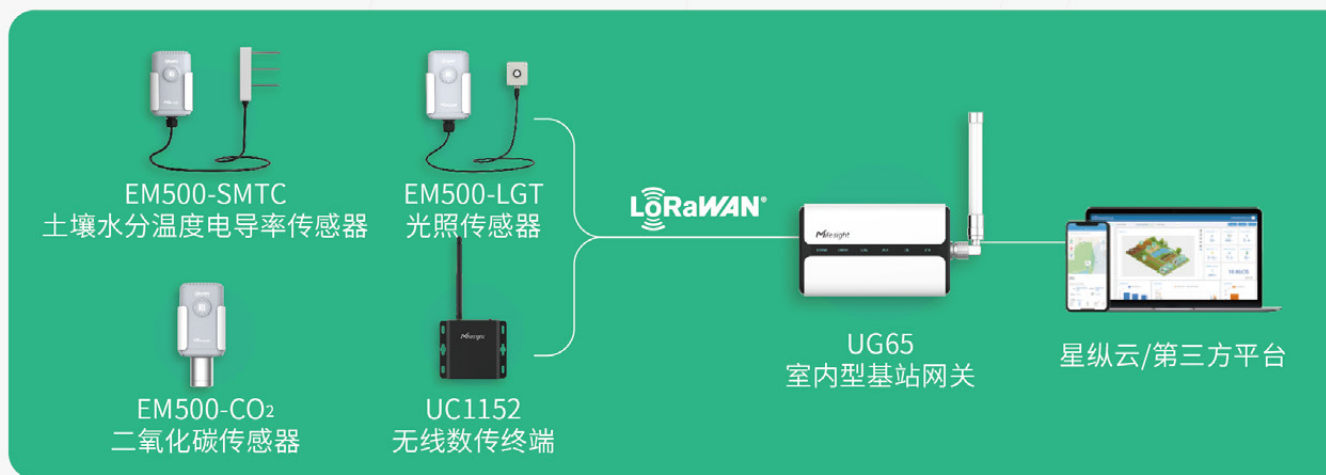 EM500-SMTC
土壤水分温度电导率传感器
EM500-LGT
光照传感器
LoRaWAN®
Milesight
EM500-CO₂
二氧化碳传感器
Milesight
UC1152
无线数传终端
UG65
室内型基站网关
星纵云/第三方平台